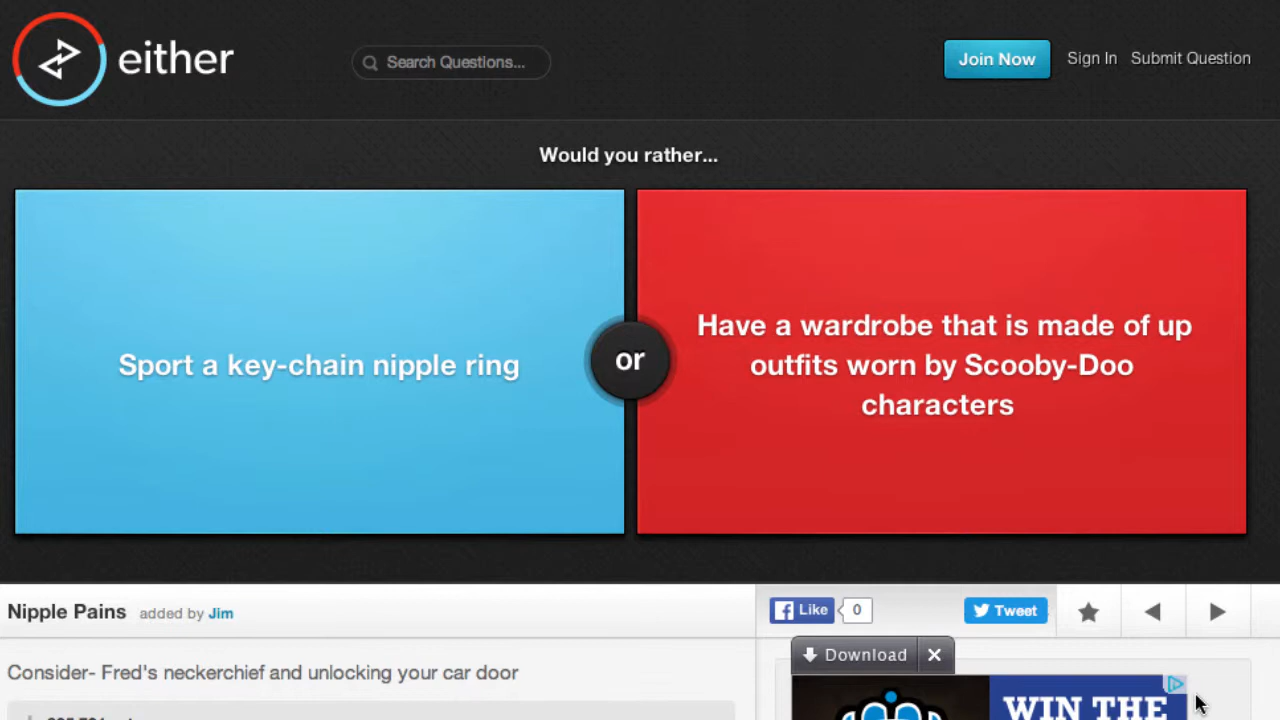 either
Search Questions...
Join Now
Sign In
Submit Question
Would you rather...
Sport a key-chain nipple ring
or
Have a wardrobe that is made of up
outfits worn by Scooby-Doo
characters
Nipple Pains
added by Jim
Like
0
Tweet
Consider- Fred's neckerchief and unlocking your car door
Download
WIN THE